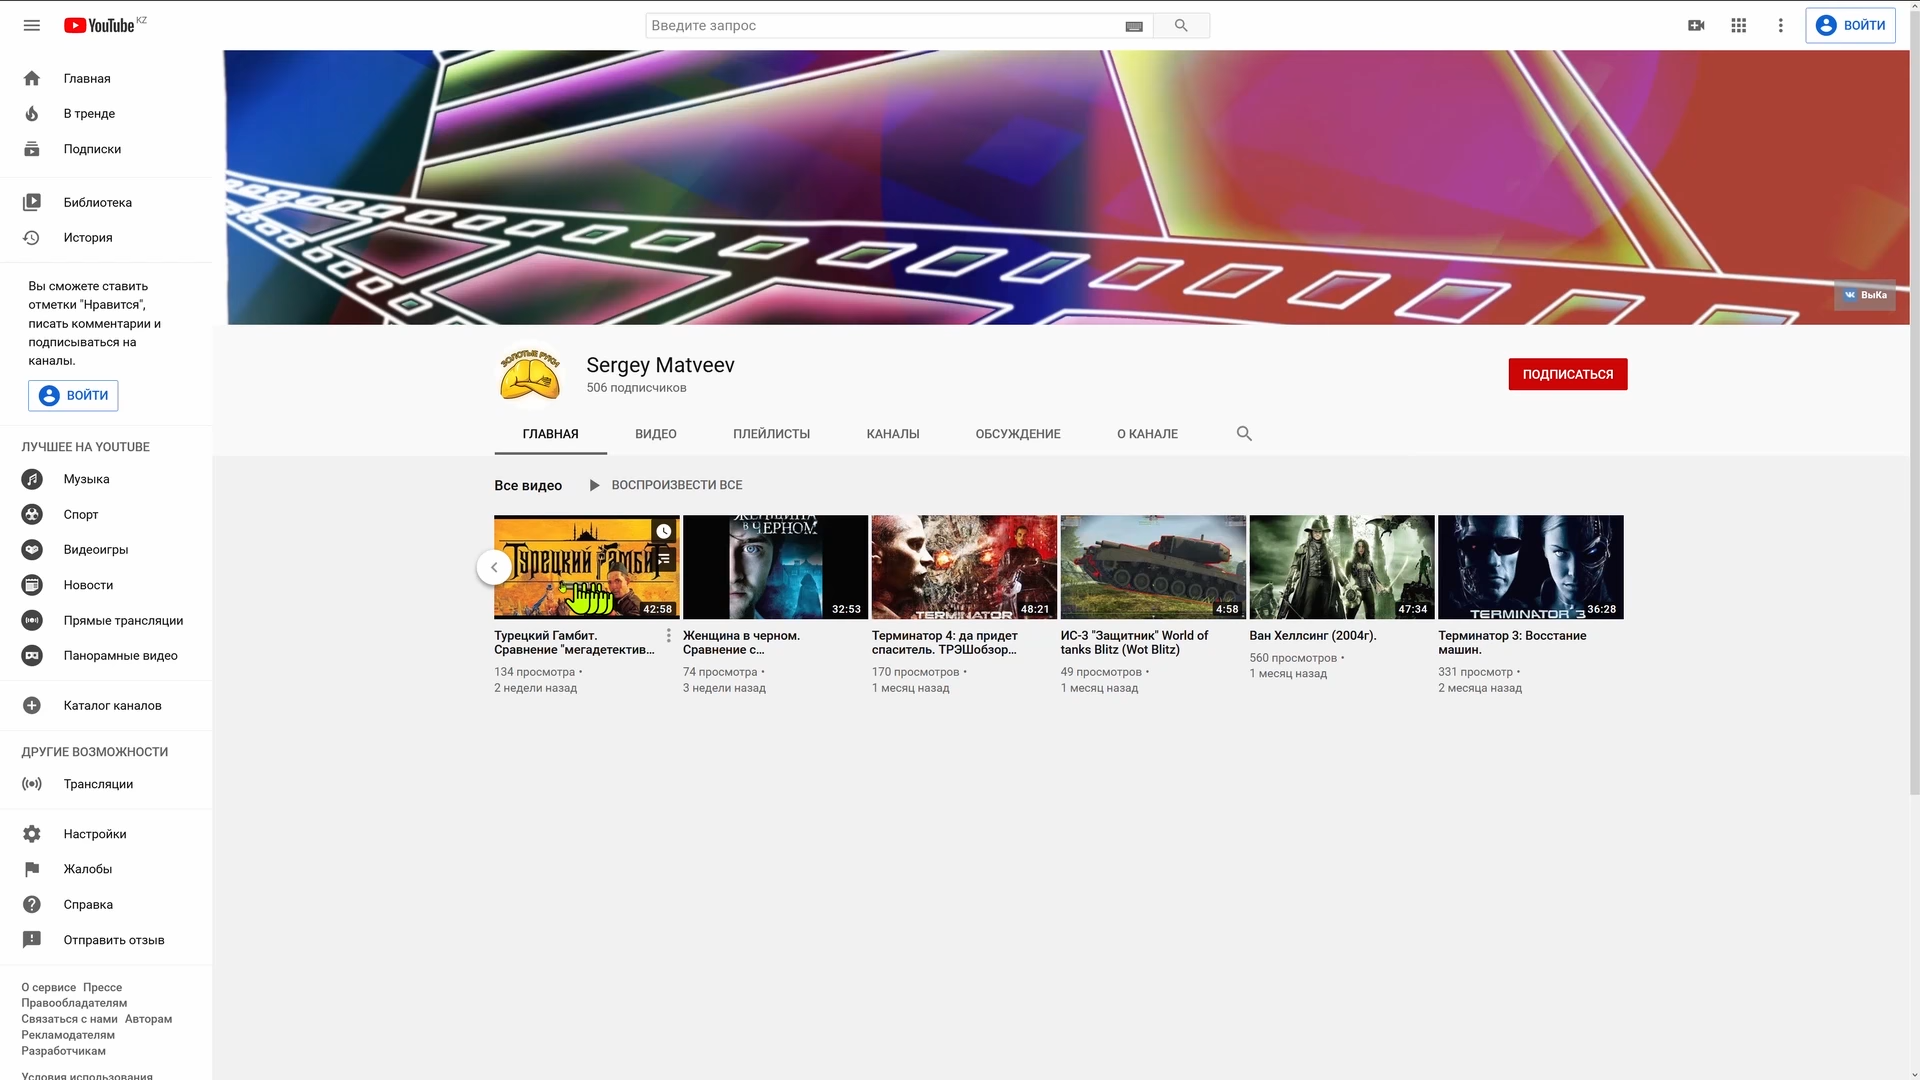 YouTube KZ
Введите запрос
ВОЙТИ
Главная
В тренде
Подписки
Библиотека
История
Вы сможете ставить
отметки "Нравится",
писать комментарии и
подписываться на
каналы.
ВОЙТИ
ЛУЧШЕЕ НА YOUTUBE
Музыка
Спорт
Видеоигры
Новости
Прямые трансляции
Панорамные видео
Каталог каналов
ДРУГИЕ ВОЗМОЖНОСТИ
Трансляции
Настройки
Жалобы
Справка
Отправить отзыв
О сервисе Прессе
Правообладателям
Связаться с нами Авторам
Рекламодателям
Разработчикам
Условия использования
ВыКа
ЗОЛОТЫЕ РУКИ
Sergey Matveev
506 подписчиков
ПОДПИСАТЬСЯ
ГЛАВНАЯ ВИДЕО ПЛЕЙЛИСТЫ КАНАЛЫ ОБСУЖДЕНИЕ О КАНАЛЕ
Все видео ВОСПРОИЗВЕСТИ ВСЕ
Турецкий Гамбит
42:58
Турецкий Гамбит.
Сравнение "мегадетектив...
134 просмотра •
2 недели назад
ЖЕНЩИНА
В ЧЕРНОМ
32:53
Женщина в черном.
Сравнение с...
74 просмотра •
3 недели назад
TERMINATOR
48:21
Терминатор 4: да придет
спаситель. ТРЭШобзор...
170 просмотров •
1 месяц назад
4:58
ИС-3 "Защитник" World of
tanks Blitz (Wot Blitz)
49 просмотров •
1 месяц назад
47:34
Ван Хеллсинг (2004г).
560 просмотров •
1 месяц назад
TERMINATOR 3
36:28
Терминатор 3: Восстание
машин.
331 просмотр •
2 месяца назад